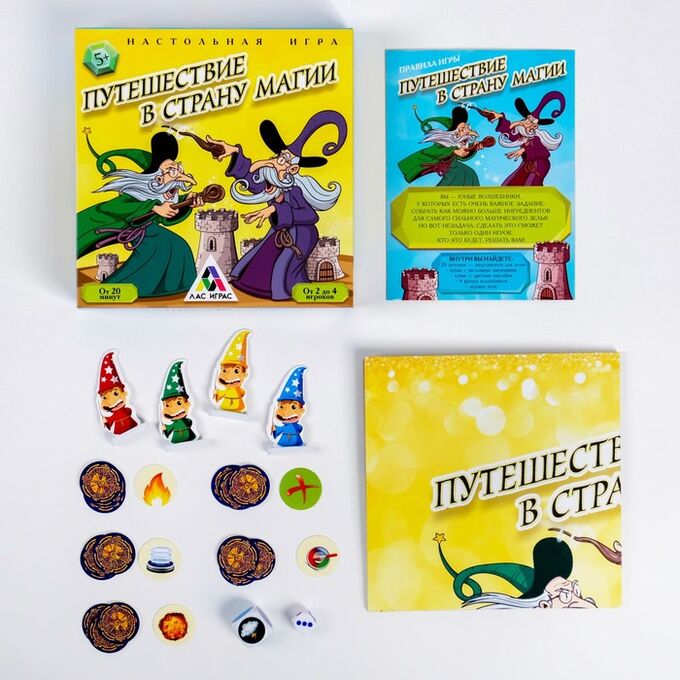 НАСТОЛЬНАЯ ИГРА
5+
ПУТЕШЕСТВИЕ
В СТРАНУ МАГИИ
От 20
минут
ЛАС ИГРАС
От 2 до 4
игроков
ПРАВИЛА ИГРЫ
ПУТЕШЕСТВИЕ
В СТРАНУ МАГИИ
ВЫ — ЮНЫЕ ВОЛШЕБНИКИ,
У КОТОРЫХ ЕСТЬ ОЧЕНЬ ВАЖНОЕ ЗАДАНИЕ:
СОБРАТЬ КАК МОЖНО БОЛЬШЕ ИНГРЕДИЕНТОВ
ДЛЯ САМОГО СИЛЬНОГО МАГИЧЕСКОГО ЗЕЛЬЯ.
НО ВОТ НЕЗАДАЧА, СДЕЛАТЬ ЭТО СМОЖЕТ
ТОЛЬКО ОДИН ИГРОК.
КТО ЭТО БУДЕТ, РЕШАТЬ ВАМ!
ВНУТРИ ВЫ НАЙДЁТЕ:
ПУТЕШЕСТВ
В СТРА